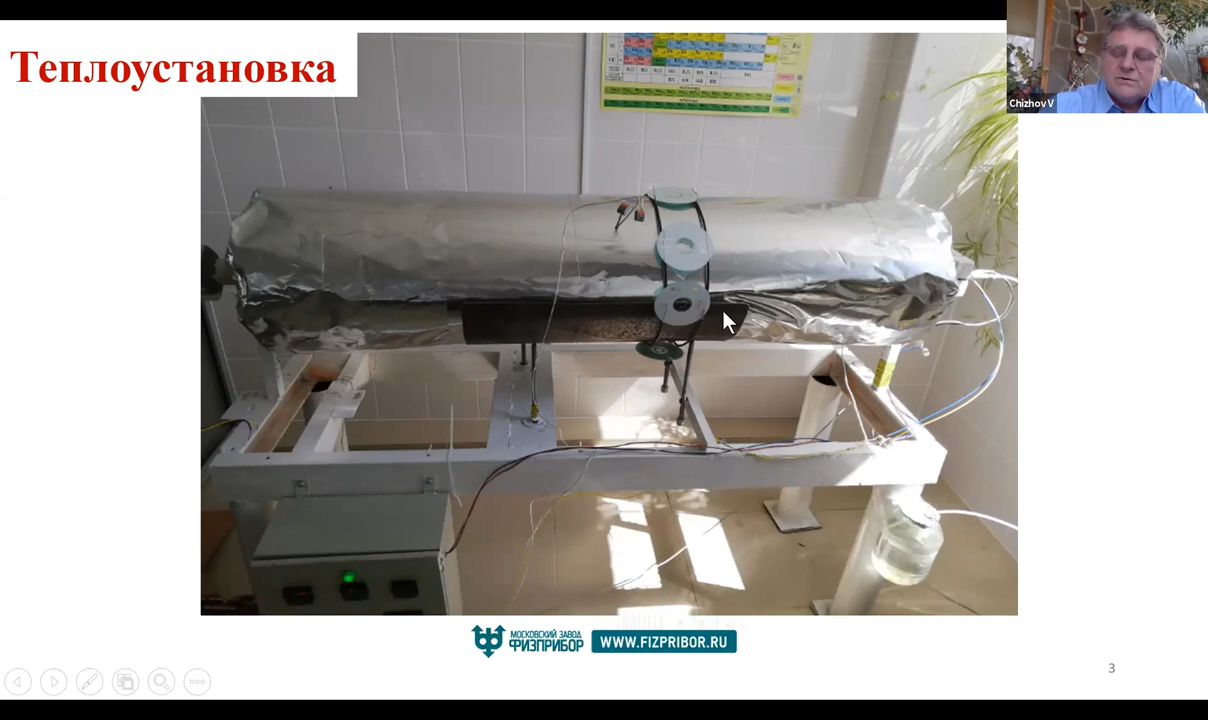 Теплоустановка
Chizhov V
МОСКОВСКИЙ ЗАВОД
ФИЗПРИБОР
WWW.FIZPRIBOR.RU
3